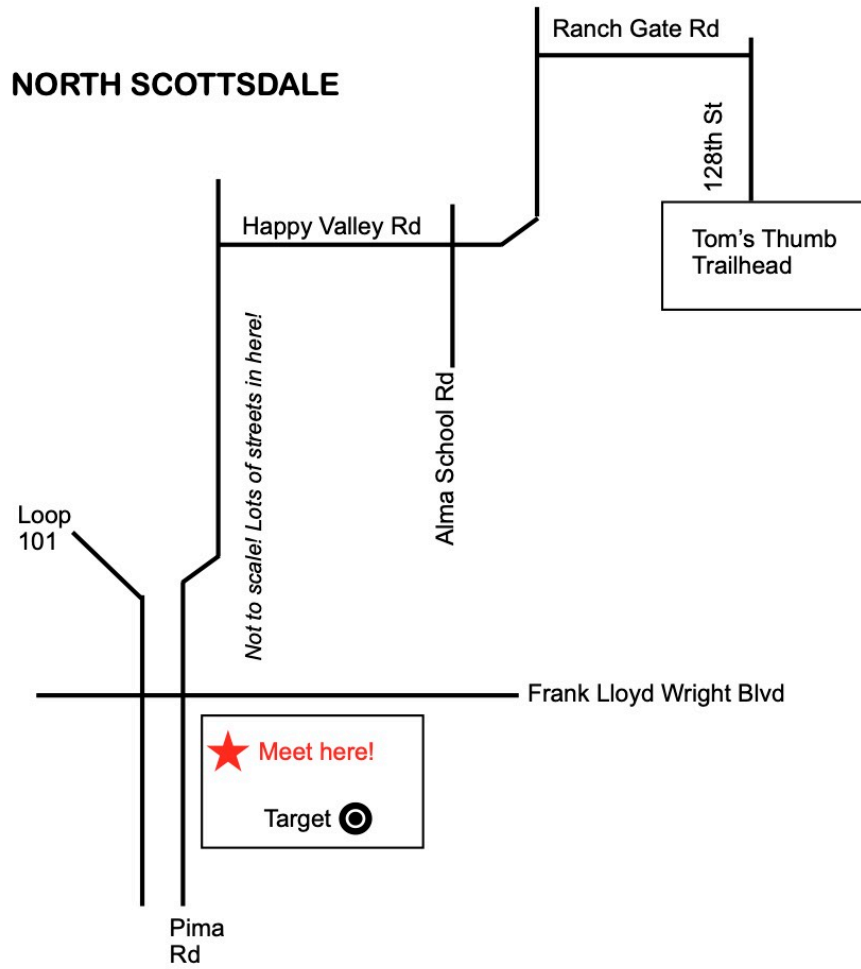 Ranch Gate Rd
NORTH SCOTTSDALE
128th St
Happy Valley Rd
Tom's Thumb
Trailhead
Not to scale! Lots of streets in here!
Alma School Rd
Loop
101
Frank Lloyd Wright Blvd
Meet here!
Target
Pima
Rd